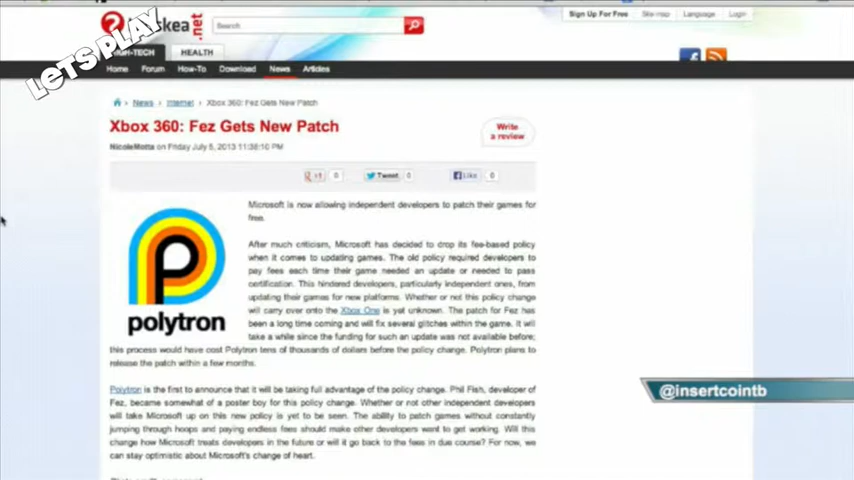 LETS PLAY
?
skea
.net
Search
Sign Up For Free
Site map
Language
Login
HIGH-TECH
HEALTH
Home
Forum
How-To
Download
News
Articles
News
Internet
Xbox 360: Fez Gets New Patch
Xbox 360: Fez Gets New Patch
Write
a review
NicoleMotta on Friday July 5, 2013 11:38:10 PM
+1
0
Tweet
0
Like
0
Microsoft is now allowing independent developers to patch their games for
free.
After much criticism, Microsoft has decided to drop its fee-based policy
when it comes to updating games. The old policy required developers to
pay fees each time their game needed an update or needed to pass
certification. This hindered developers, particularly independent ones, from
updating their games for new platforms. Whether or not this policy change
will carry over onto the Xbox One is yet unknown. The patch for Fez has
been a long time coming and will fix several glitches within the game. It will
take a while since the funding for such an update was not available before;
this process would have cost Polytron tens of thousands of dollars before the policy change. Polytron plans to
release the patch within a few months.
polytron
Polytron is the first to announce that it will be taking full advantage of the policy change. Phil Fish, developer of
Fez, became somewhat of a poster boy for this policy change. Whether or not other independent developers
will take Microsoft up on this new policy is yet to be seen. The ability to patch games without constantly
jumping through hoops and paying endless fees should make other developers want to get working. Will this
change how Microsoft treats developers in the future or will it go back to the fees in due course? For now, we
can stay optimistic about Microsoft's change of heart.
@insertcointb